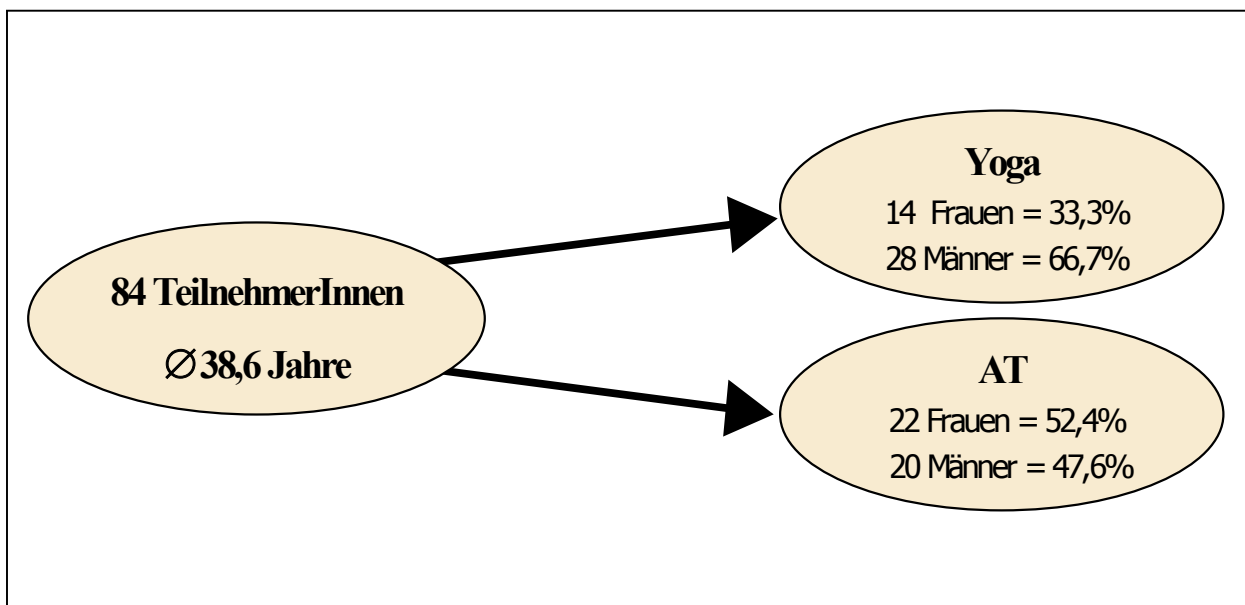 84 TeilnehmerInnen
∅ 38,6 Jahre
Yoga
14 Frauen = 33,3%
28 Männer = 66,7%
AT
22 Frauen = 52,4%
20 Männer = 47,6%